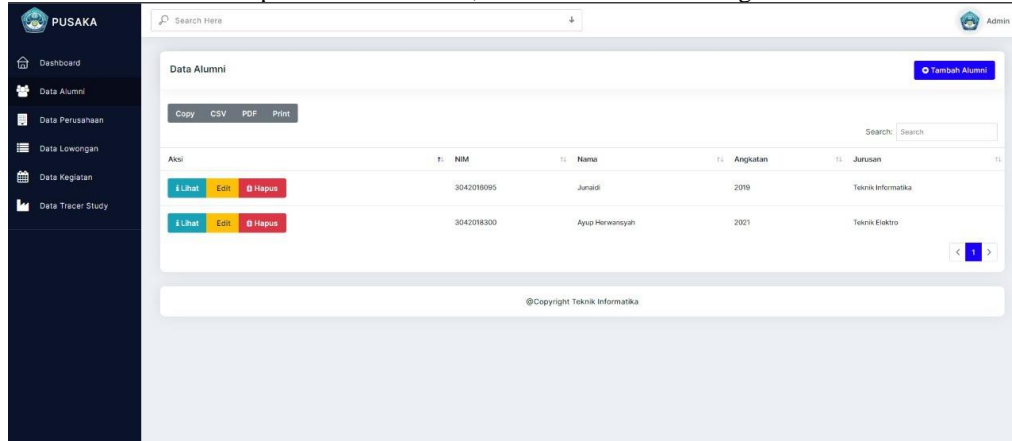 PUSAKA
Search Here
Admin
Dashboard
Data Alumni
Data Perusahaan
Data Lowongan
Data Kegiatan
Data Tracer Study
Data Alumni
Tambah Alumni
Copy CSV PDF Print
Search: Search
Aksi NIM Nama Angkatan Jurusan
Lihat Edit Hapus 3042016095 Junaidi 2019 Teknik Informatika
Lihat Edit Hapus 3042018300 Ayup Herwansyah 2021 Teknik Elektro
< 1 >
@Copyright Teknik Informatika